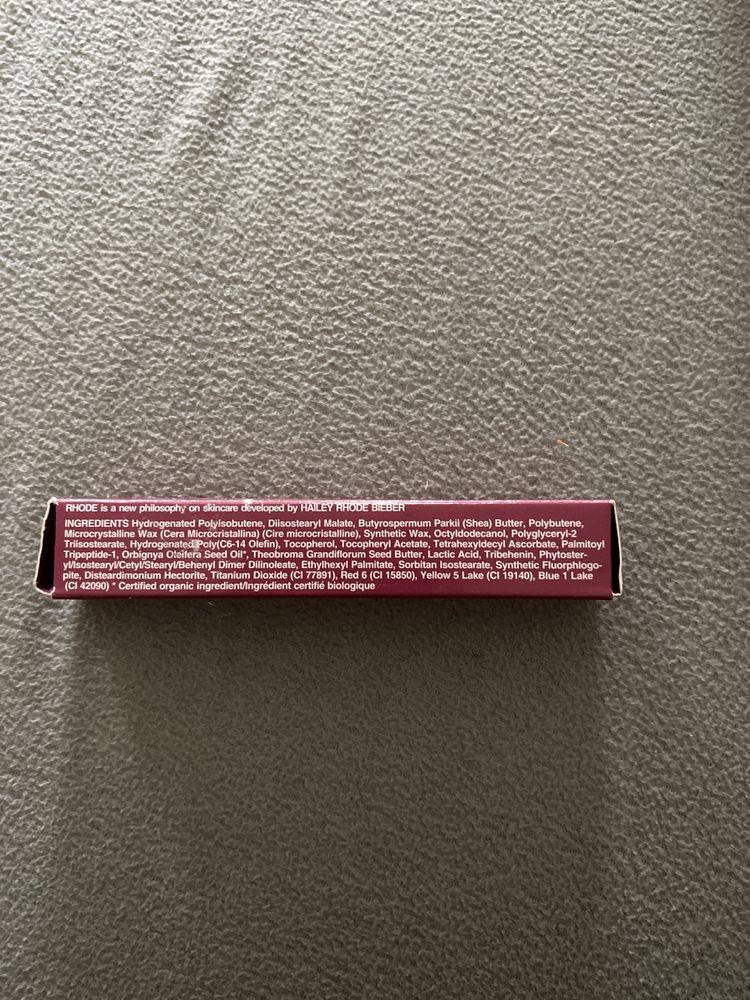 RHODE is a new philosophy on skincare developed by HAILEY RHODE BIEBER
INGREDIENTS Hydrogenated Polyisobutene, Diisostearyl Malate, Butyrospermum Parkii (Shea) Butter, Polybutene,
Microcrystalline Wax (Cera Microcristallina) (Cire microcristalline), Synthetic Wax, Octyldodecanol, Polyglyceryl-2
Triisostearate, Hydrogenated Poly(C6-14 Olefin), Tocopherol, Tocopheryl Acetate, Tetrahexyldecyl Ascorbate, Palmitoyl
Tripeptide-1, Orbignya Oleifera Seed Oil*, Theobroma Grandiflorum Seed Butter, Lactic Acid, Tribehenin, Phytoster-
yl/Isostearyl/Cetyl/Stearyl/Behenyl Dimer Dilinoleate, Ethylhexyl Palmitate, Sorbitan Isostearate, Synthetic Fluorphlogo-
pite, Disteardimonium Hectorite, Titanium Dioxide (CI 77891), Red 6 (CI 15850), Yellow 5 Lake (CI 19140), Blue 1 Lake
(CI 42090) * Certified organic ingredient/Ingrédient certifié biologique